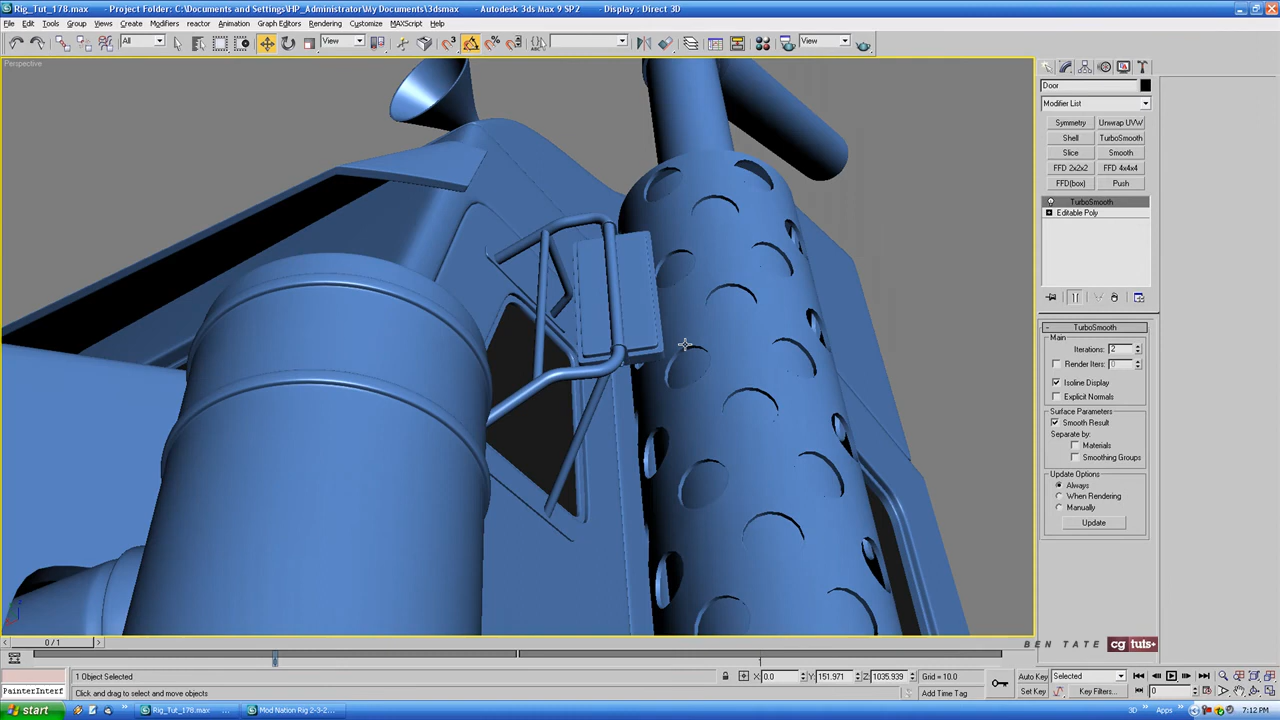 Rig_Tut_178.max - Project Folder: C:\Documents and Settings\HP_Administrator\My Documents\3dsmax - Autodesk 3ds Max 9 SP2 - Display : Direct 3D
File Edit Tools Group Views Create Modifiers reactor Animation Graph Editors Rendering Customize MAXScript Help
All View View
Perspective
Door
Modifier List
Symmetry Unwrap UVW
Shell TurboSmooth
Slice Smooth
FFD 2x2x2 FFD 4x4x4
FFD(box) Push
TurboSmooth
Editable Poly
- TurboSmooth
Main
Iterations: 2
Render Iters: 0
Isoline Display
Explicit Normals
Surface Parameters
Smooth Result
Separate by:
Materials
Smoothing Groups
Update Options
Always
When Rendering
Manually
Update
0 / 1
BEN TATE cg tuts+
1
1 Object Selected X: 0.0 Y: 151.971 Z: 1035.939 Grid = 10.0 Auto Key Selected
PainterInterf Click and drag to select and move objects Add Time Tag Set Key Key Filters... 0
start Rig_Tut_178.max Mod Nation Rig 2-3-2... 3D Apps 7:12 PM